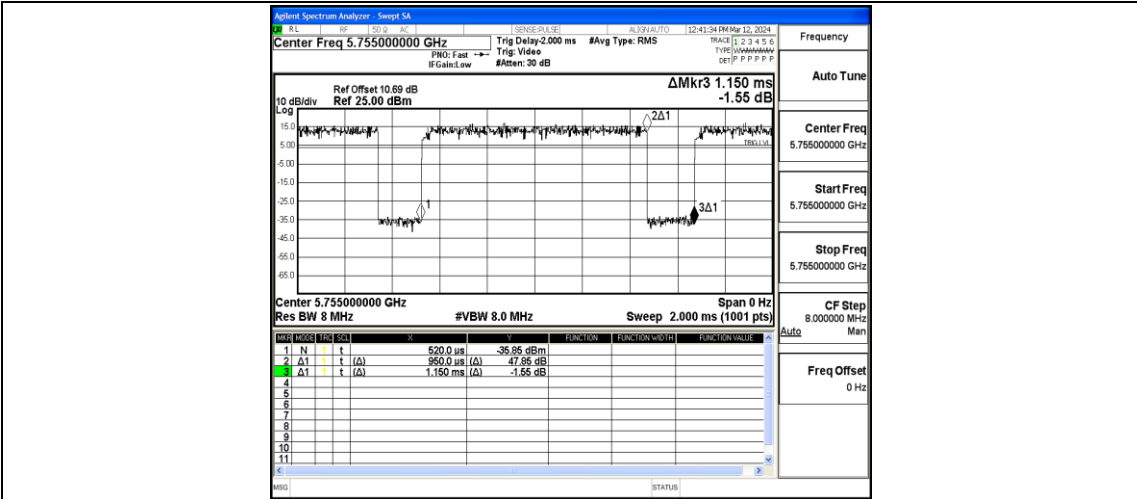 Agilent Spectrum Analyzer - Swept SA
RL RF 50 Ω AC SENSE:PULSE ALIGN AUTO 12:41:34 PM Mar 12, 2024
Center Freq 5.755000000 GHz
PNO: Fast
IFGain:Low
Trig Delay-2.000 ms
Trig: Video
#Atten: 30 dB
#Avg Type: RMS
TRACE 1 2 3 4 5 6
TYPE
DET P P P P P P
Ref Offset 10.69 dB
10 dB/div Ref 25.00 dBm
Log
ΔMkr3 1.150 ms
-1.55 dB
15.0
5.00
-5.00
-15.0
-25.0
-35.0
-45.0
-55.0
-65.0
2Δ1
TRIG LVL
1
3Δ1
Center 5.755000000 GHz Span 0 Hz
Res BW 8 MHz #VBW 8.0 MHz Sweep 2.000 ms (1001 pts)
MKR MODE TRC SCL X Y FUNCTION FUNCTION WIDTH FUNCTION VALUE
1 N 1 t 520.0 µs -35.85 dBm
2 Δ1 1 t (Δ) 950.0 µs (Δ) 47.85 dB
3 Δ1 1 t (Δ) 1.150 ms (Δ) -1.55 dB
4
5
6
7
8
9
10
11
MSG STATUS
Frequency
Auto Tune
Center Freq
5.755000000 GHz
Start Freq
5.755000000 GHz
Stop Freq
5.755000000 GHz
CF Step
8.000000 MHz
Auto Man
Freq Offset
0 Hz